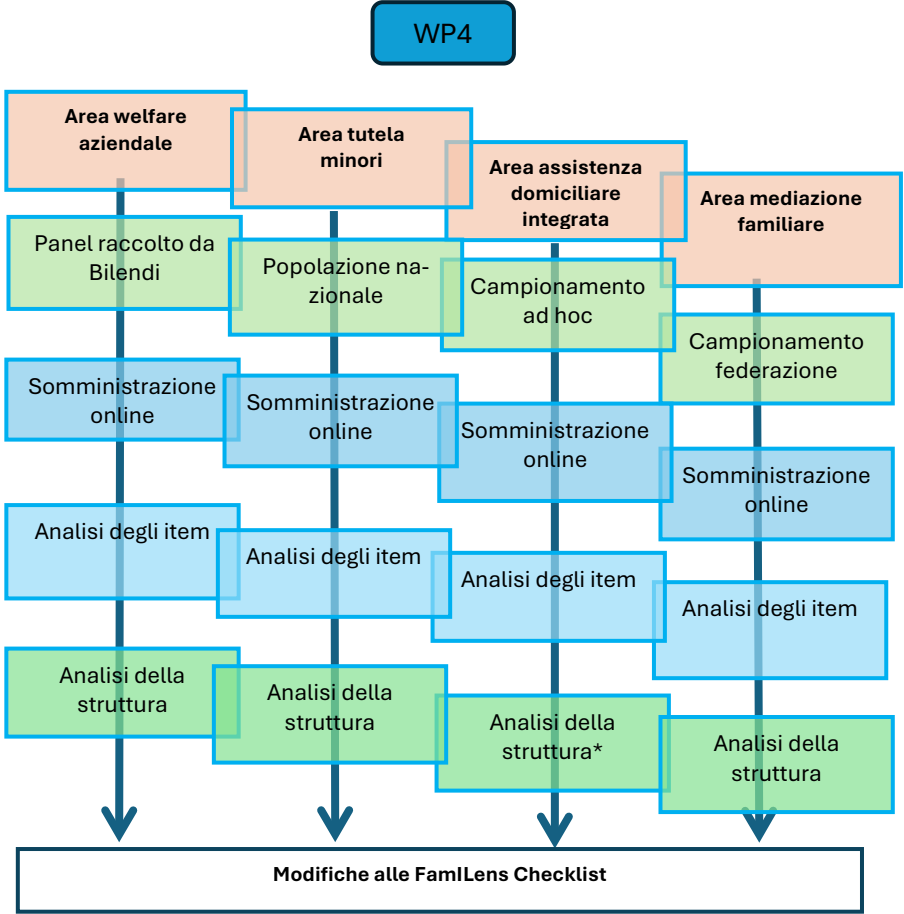 WP4
Area welfare
aziendale
Area tutela
minori
Area assistenza
domiciliare
integrata
Area mediazione
familiare
Panel raccolto da
Bilendi
Popolazione na-
zionale
Campionamento
ad hoc
Campionamento
federazione
Somministrazione
online
Somministrazione
online
Somministrazione
online
Somministrazione
online
Analisi degli item
Analisi degli item
Analisi degli item
Analisi degli item
Analisi della
struttura
Analisi della
struttura
Analisi della
struttura*
Analisi della
struttura
Modifiche alle FamILens Checklist